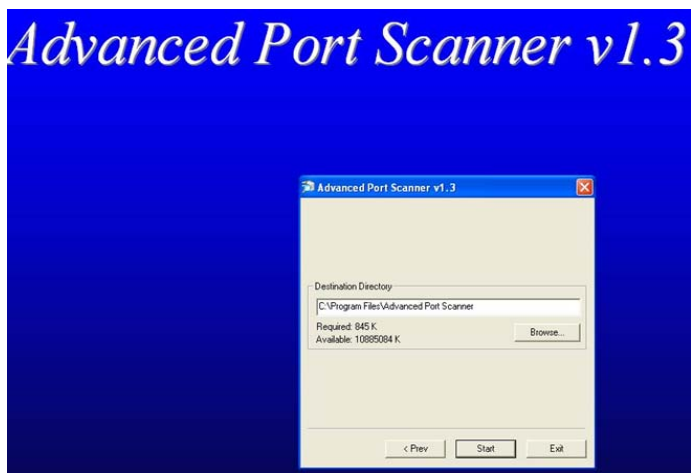 Advanced Port Scanner v1.3
Advanced Port Scanner v1.3
Destination Directory
C:\Program Files\Advanced Port Scanner
Required: 845 K
Available: 10885084 K
Browse...
< Prev
Start
Exit